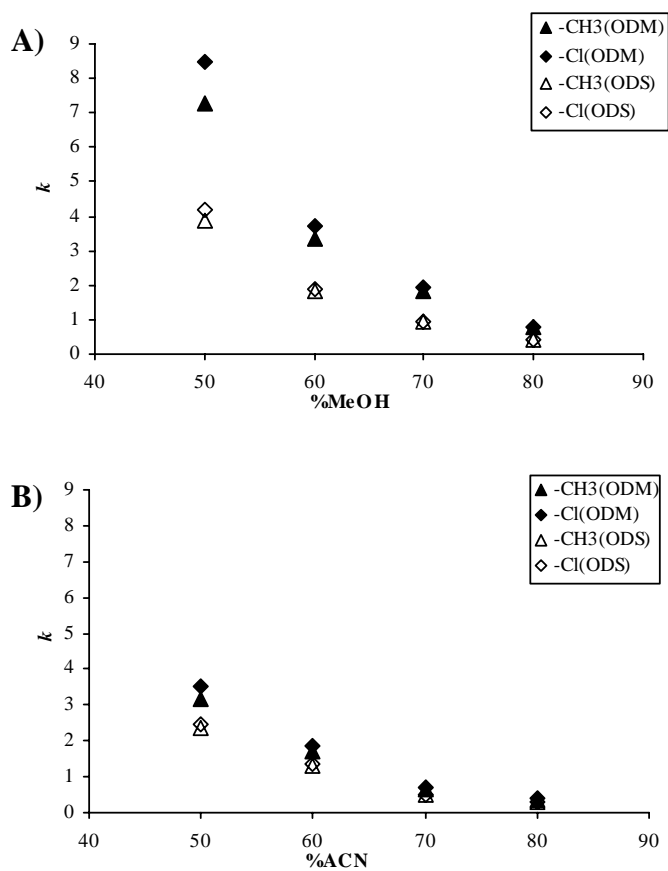 A)
-CH3(ODM)
-Cl(ODM)
-CH3(ODS)
-Cl(ODS)
9
8
7
6
5
4
3
2
1
0
k
40 50 60 70 80 90
%MeOH
B)
-CH3(ODM)
-Cl(ODM)
-CH3(ODS)
-Cl(ODS)
9
8
7
6
5
4
3
2
1
0
k
40 50 60 70 80 90
%ACN